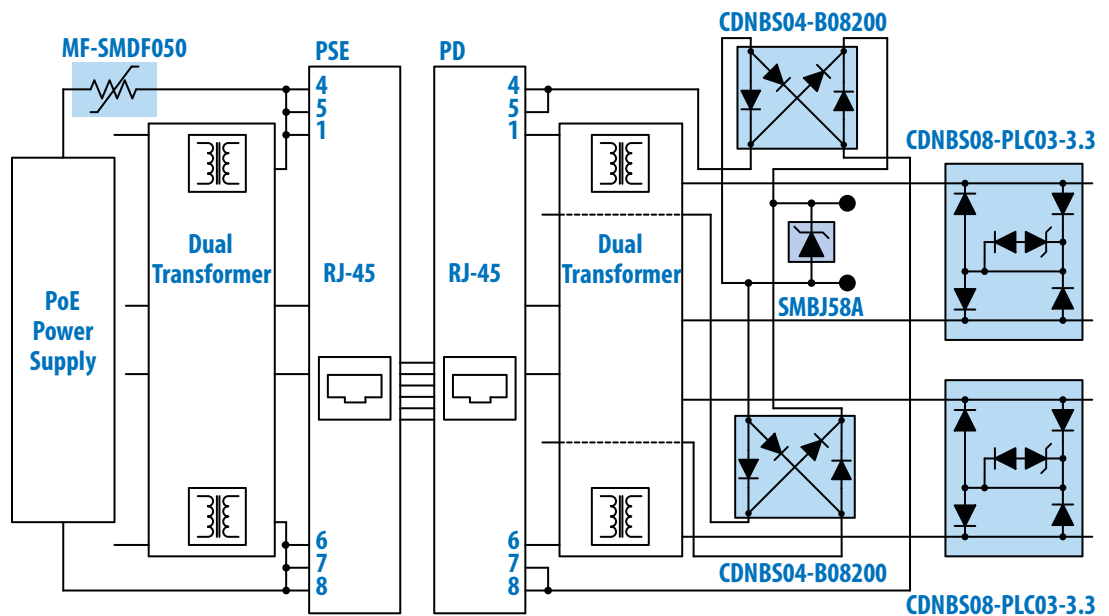 CDNBS04-B08200
MF-SMDF050
PSE
PD
4
5
1
4
5
1
CDNBS08-PLC03-3.3
Dual
Transformer
RJ-45
RJ-45
Dual
Transformer
PoE
Power
Supply
SMBJ58A
6
7
8
6
7
8
CDNBS04-B08200
CDNBS08-PLC03-3.3